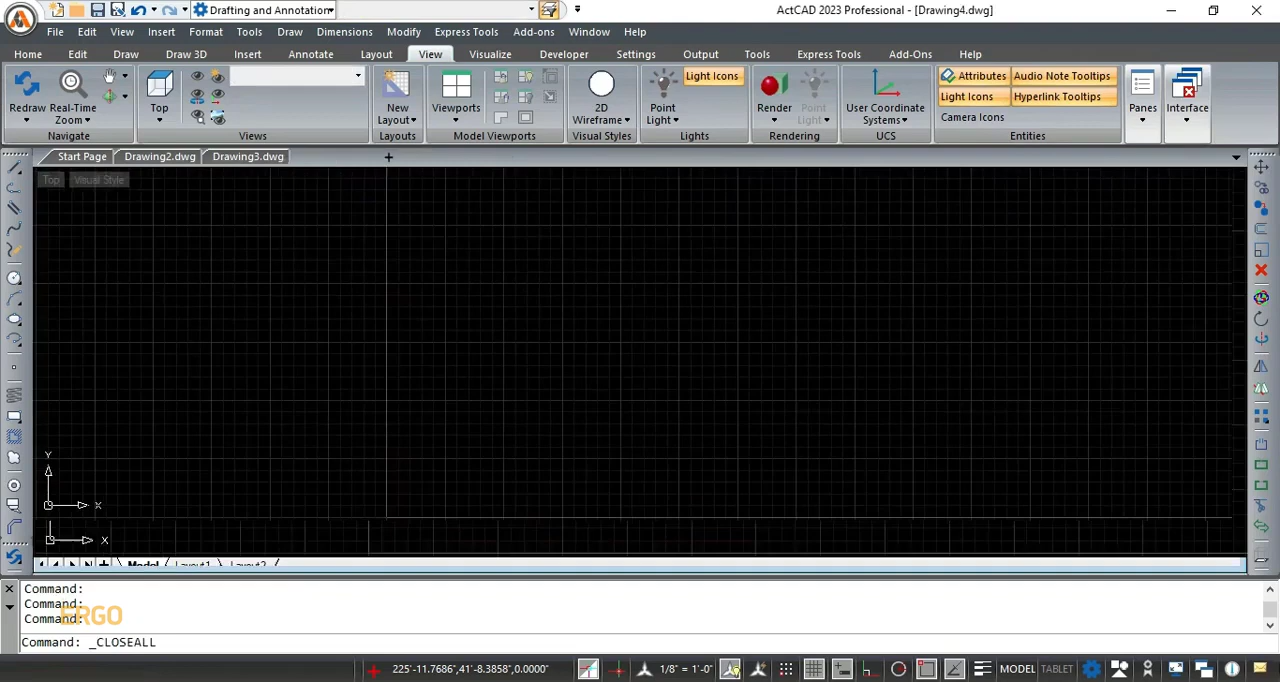 Drafting and Annotation
ActCAD 2023 Professional - [Drawing4.dwg]
File Edit View Insert Format Tools Draw Dimensions Modify Express Tools Add-ons Window Help
Home Edit Draw Draw 3D Insert Annotate Layout View Visualize Developer Settings Output Tools Express Tools Add-Ons Help
Redraw
Real-Time Zoom
Navigate
Top
Views
New Layout
Layouts
Viewports
Model Viewports
2D Wireframe
Visual Styles
Point Light
Light Icons
Lights
Render
Point Light
Rendering
User Coordinate Systems
UCS
Attributes
Audio Note Tooltips
Light Icons
Hyperlink Tooltips
Camera Icons
Entities
Panes
Interface
Start Page Drawing2.dwg Drawing3.dwg
Top Visual Style
Y
X
X
Model Layout1 Layout2
Command:
Command:
Command:
ERGO
Command: _CLOSEALL
225'-11.7686",41'-8.3858",0.0000"
1/8" = 1'-0"
MODEL TABLET